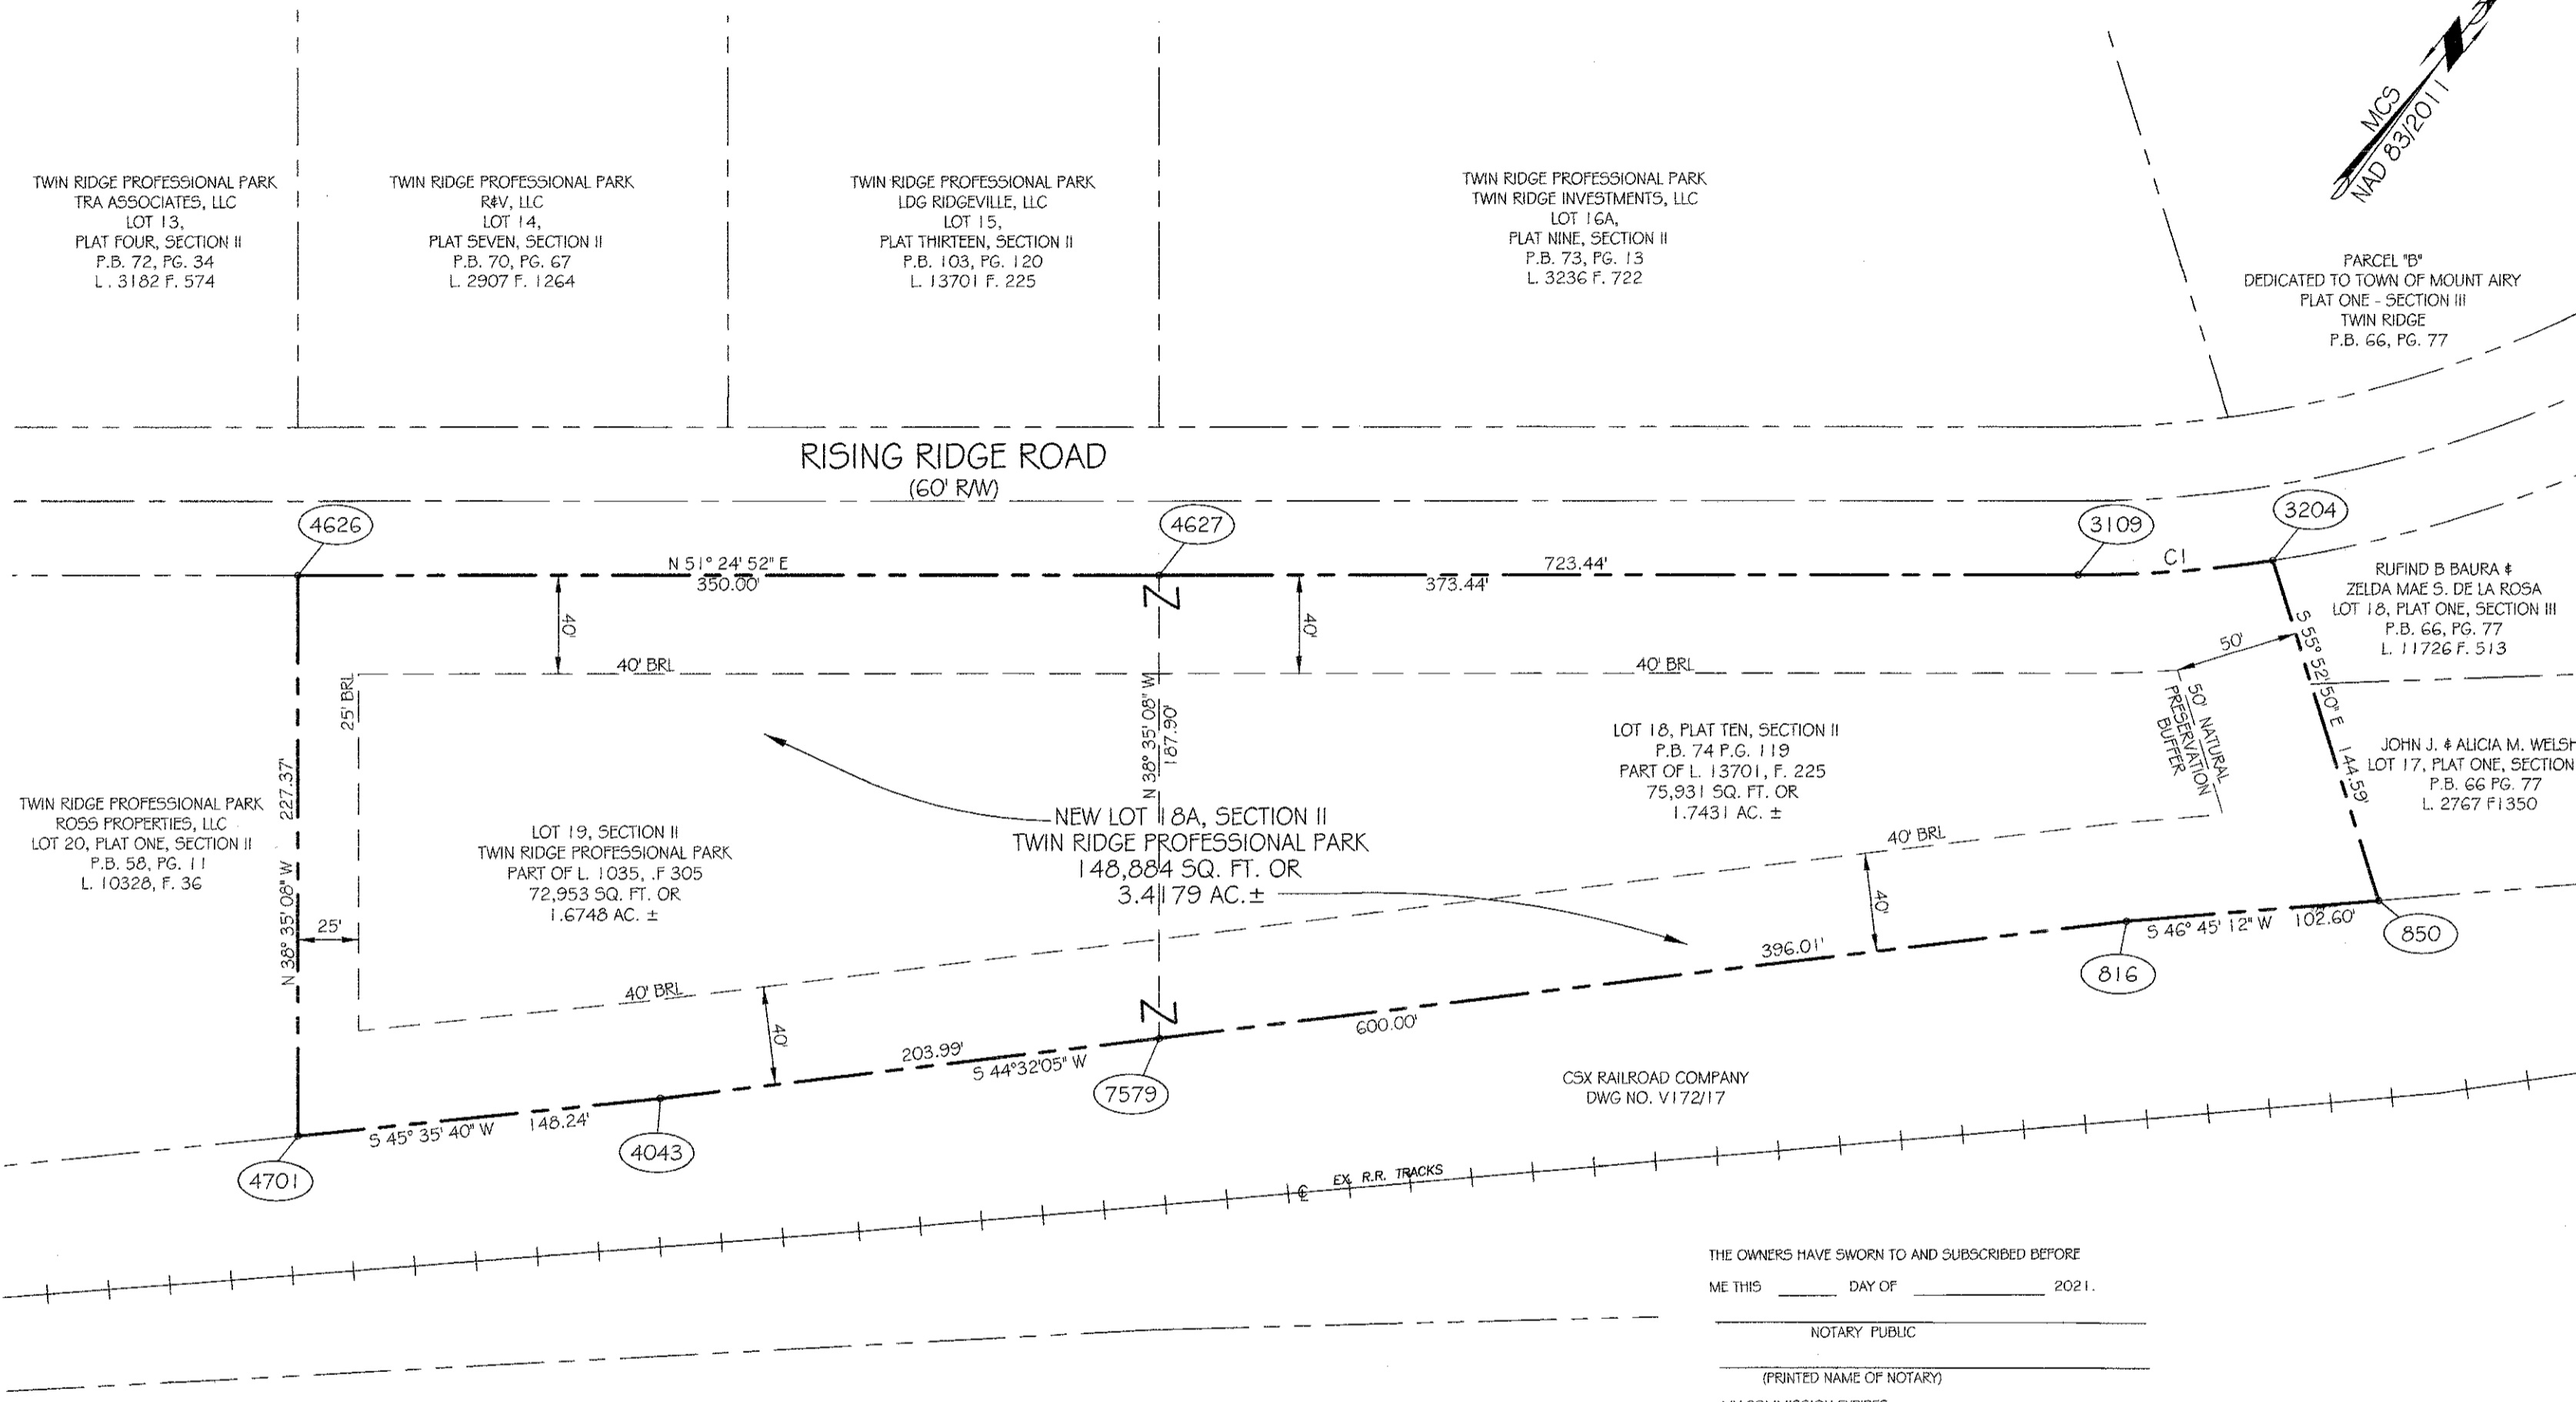 MCS
NAD 83/2011
TWIN RIDGE PROFESSIONAL PARK
TRA ASSOCIATES, LLC
LOT 13,
PLAT FOUR, SECTION II
P.B. 72, PG. 34
L. 3182 F. 574
TWIN RIDGE PROFESSIONAL PARK
R&V, LLC
LOT 14,
PLAT SEVEN, SECTION II
P.B. 70, PG. 67
L. 2907 F. 1264
TWIN RIDGE PROFESSIONAL PARK
LDG RIDGEVILLE, LLC
LOT 15,
PLAT THIRTEEN, SECTION II
P.B. 103, PG. 120
L. 13701 F. 225
TWIN RIDGE PROFESSIONAL PARK
TWIN RIDGE INVESTMENTS, LLC
LOT 16A,
PLAT NINE, SECTION II
P.B. 73, PG. 13
L. 3236 F. 722
PARCEL "B"
DEDICATED TO TOWN OF MOUNT AIRY
PLAT ONE - SECTION III
TWIN RIDGE
P.B. 66, PG. 77
RISING RIDGE ROAD
(60' R/W)
4626
4627
3109
3204
N 51° 24' 52" E
350.00'
723.44'
373.44'
C1
RUFIND B BAURA &
ZELDA MAE S. DE LA ROSA
LOT 18, PLAT ONE, SECTION III
P.B. 66, PG. 77
L. 11726 F. 513
40'
40'
40' BRL
40' BRL
50'
S 55° 52' 50" E 144.59'
25' BRL
N 38° 35' 08" W
187.90'
50' NATURAL
PRESERVATION
BUFFER
LOT 18, PLAT TEN, SECTION II
P.B. 74 P.G. 119
PART OF L. 13701, F. 225
75,931 SQ. FT. OR
1.7431 AC. ±
JOHN J. & ALICIA M. WELSH
LOT 17, PLAT ONE, SECTION
P.B. 66 PG. 77
L. 2767 F1350
TWIN RIDGE PROFESSIONAL PARK
ROSS PROPERTIES, LLC
LOT 20, PLAT ONE, SECTION II
P.B. 58, PG. 11
L. 10328, F. 36
N 38° 35' 08" W 227.37'
LOT 19, SECTION II
TWIN RIDGE PROFESSIONAL PARK
PART OF L. 1035, .F 305
72,953 SQ. FT. OR
1.6748 AC. ±
NEW LOT 18A, SECTION II
TWIN RIDGE PROFESSIONAL PARK
148,884 SQ. FT. OR
3.4179 AC.±
40' BRL
40'
25'
40' BRL
40'
396.01'
S 46° 45' 12" W 102.60'
850
816
600.00'
203.99'
S 44°32'05" W
7579
S 45° 35' 40" W 148.24'
4043
4701
CSX RAILROAD COMPANY
DWG NO. V172/17
EX. R.R. TRACKS
THE OWNERS HAVE SWORN TO AND SUBSCRIBED BEFORE
ME THIS ______ DAY OF ______________ 2021.
NOTARY PUBLIC
(PRINTED NAME OF NOTARY)